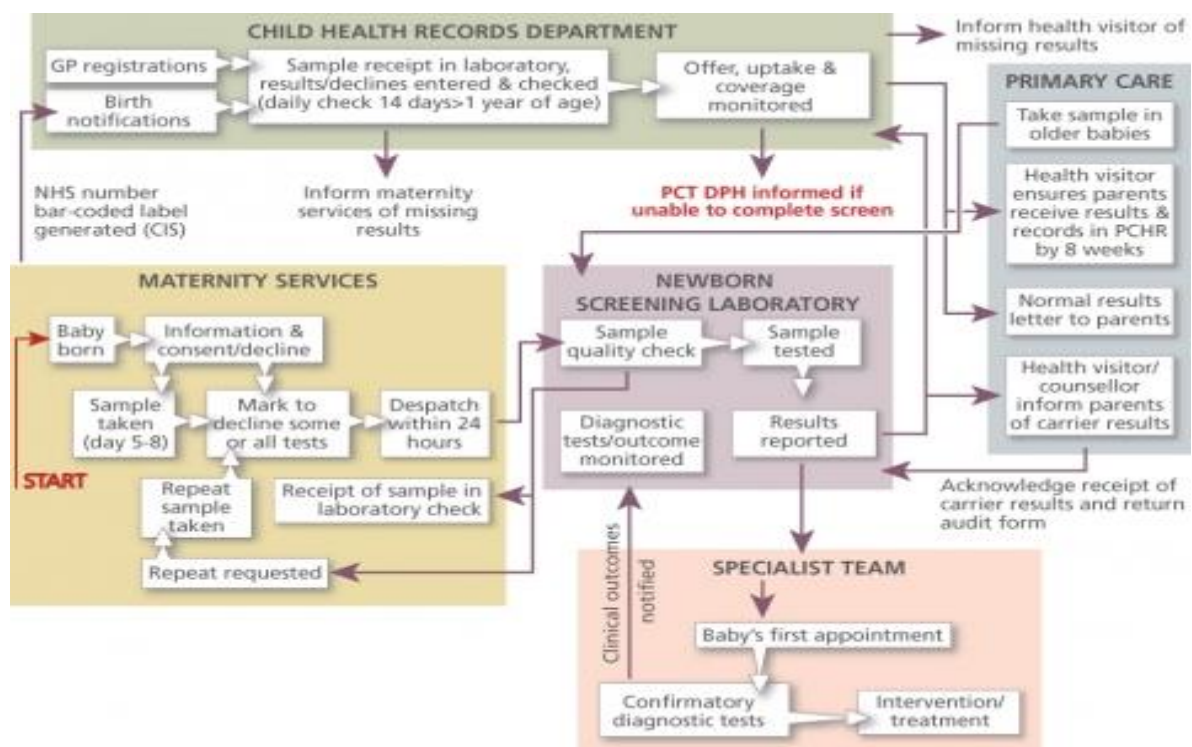 CHILD HEALTH RECORDS DEPARTMENT
GP registrations
Birth
notifications
Sample receipt in laboratory,
results/declines entered & checked
(daily check 14 days>1 year of age)
Offer, uptake &
coverage
monitored
Inform health visitor of
missing results
NHS number
bar-coded label
generated (CIS)
Inform maternity
services of missing
results
PCT DPH informed if
unable to complete screen
PRIMARY CARE
Take sample in
older babies
Health visitor
ensures parents
receive results &
records in PCHR
by 8 weeks
Normal results
letter to parents
Health visitor/
counsellor
inform parents
of carrier results
Acknowledge receipt of
carrier results and return
audit form
MATERNITY SERVICES
START
Baby
born
Information &
consent/decline
Sample
taken
(day 5-8)
Mark to
decline some
or all tests
Despatch
within 24
hours
Repeat
sample
taken
Receipt of sample in
laboratory check
Repeat requested
NEWBORN
SCREENING LABORATORY
Sample
quality check
Sample
tested
Diagnostic
tests/outcome
monitored
Results
reported
Clinical outcomes
notified
SPECIALIST TEAM
Baby's first appointment
Confirmatory
diagnostic tests
Intervention/
treatment